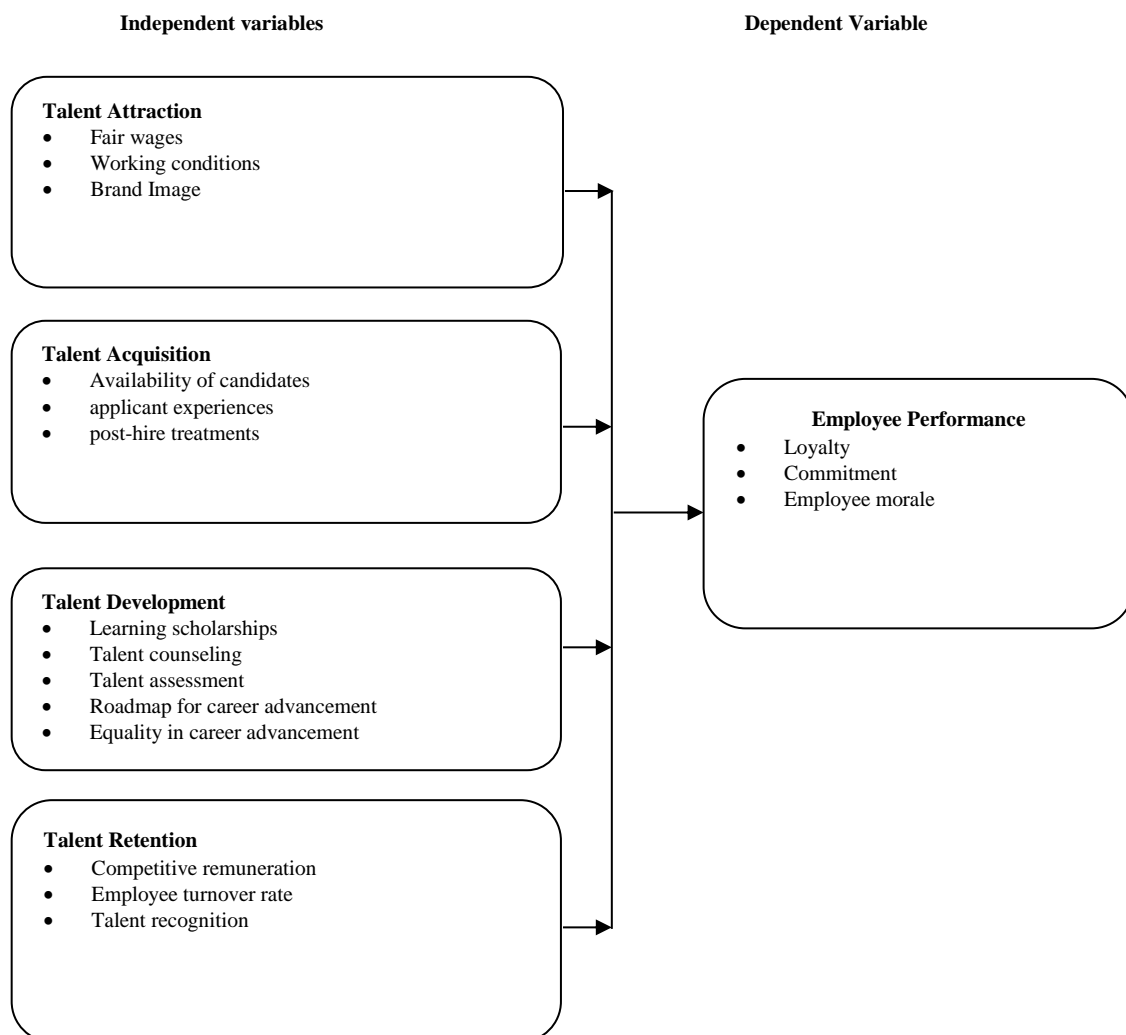 Independent variables
Dependent Variable
Talent Attraction
• Fair wages
• Working conditions
• Brand Image
Talent Acquisition
• Availability of candidates
• applicant experiences
• post-hire treatments
Employee Performance
• Loyalty
• Commitment
• Employee morale
Talent Development
• Learning scholarships
• Talent counseling
• Talent assessment
• Roadmap for career advancement
• Equality in career advancement
Talent Retention
• Competitive remuneration
• Employee turnover rate
• Talent recognition